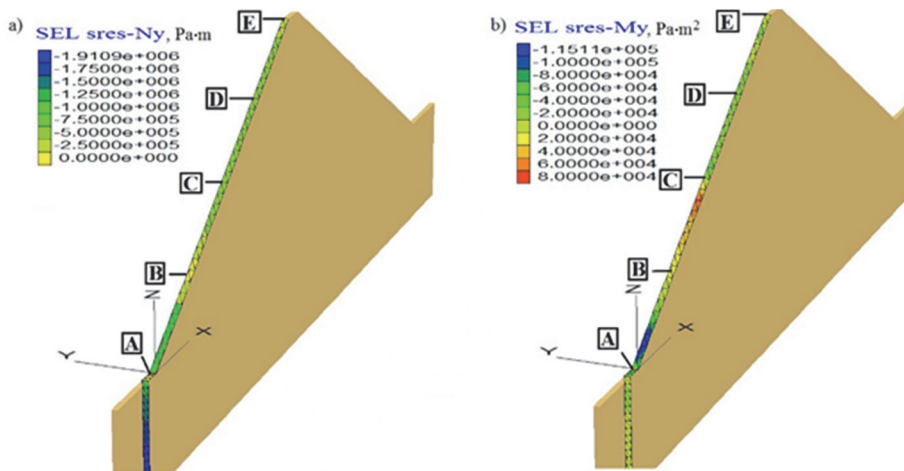 a)
SEL sres-Ny, Pa·m
-1.9109e+006
-1.7500e+006
-1.5000e+006
-1.2500e+006
-1.0000e+006
-7.5000e+005
-5.0000e+005
-2.5000e+005
0.0000e+000
E
D
C
B
A
N
X
Y
b)
SEL sres-My, Pa·m²
-1.1511e+005
-1.0000e+005
-8.0000e+004
-6.0000e+004
-4.0000e+004
-2.0000e+004
0.0000e+000
2.0000e+004
4.0000e+004
6.0000e+004
8.0000e+004
E
D
C
B
A
N
X
Y